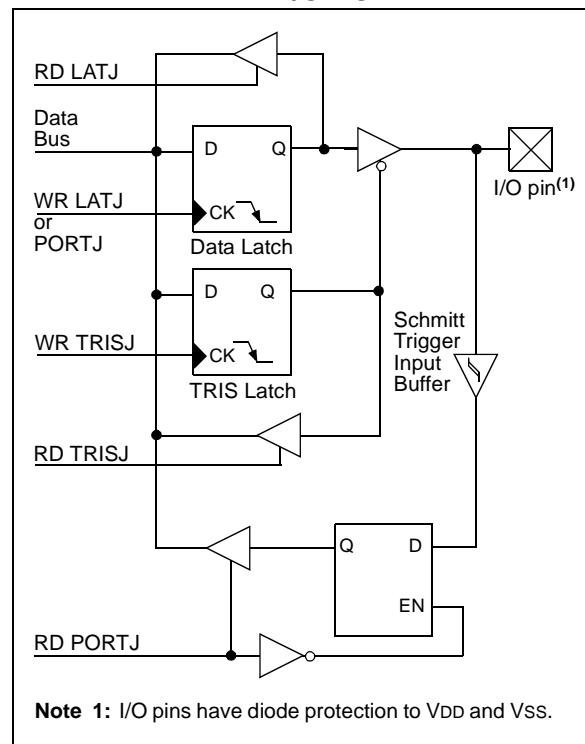 RD LATJ
Data
Bus
D
Q
I/O pin(1)
WR LATJ
or
PORTJ
CK
Data Latch
D
Q
WR TRISJ
CK
TRIS Latch
Schmitt
Trigger
Input
Buffer
RD TRISJ
Q
D
EN
RD PORTJ
Note 1: I/O pins have diode protection to VDD and VSS.